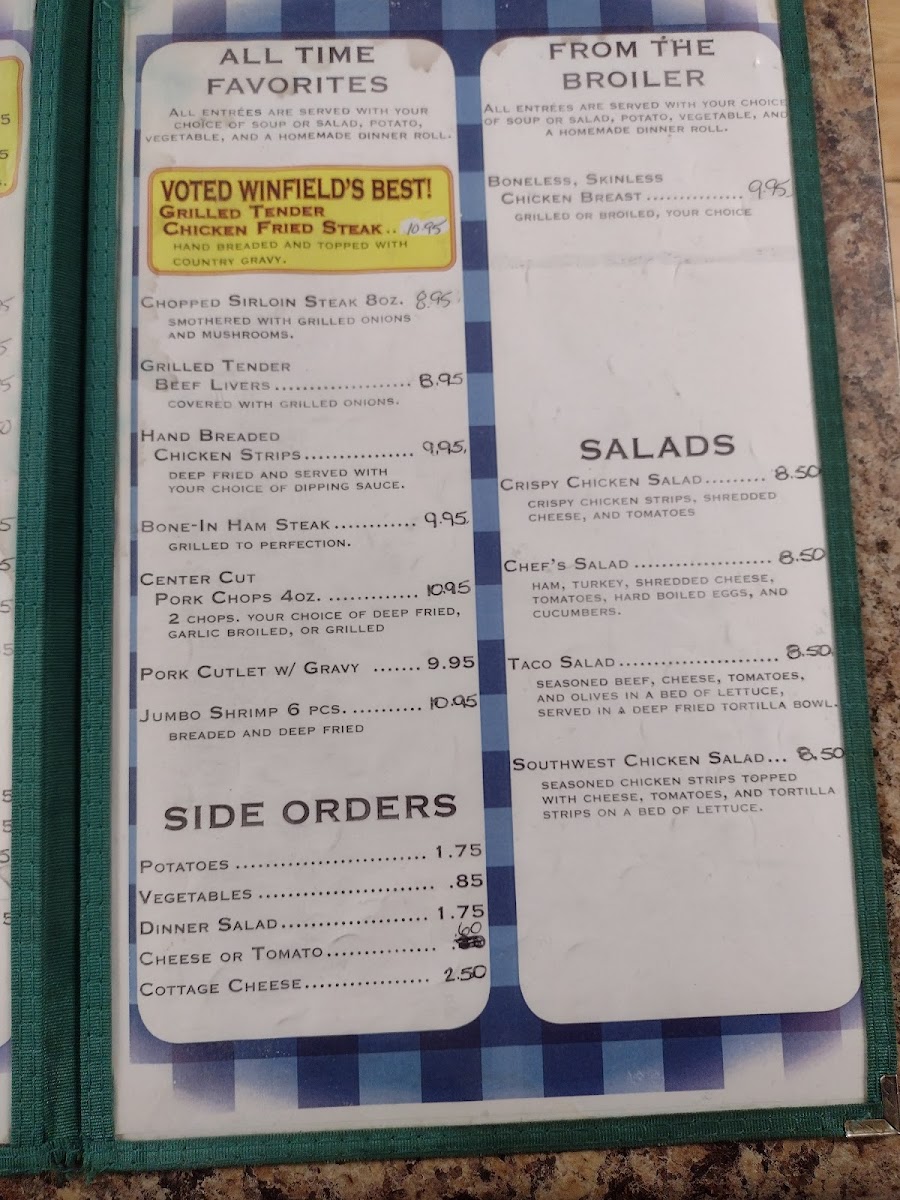 ALL TIME
FAVORITES
ALL ENTRÉES ARE SERVED WITH YOUR
CHOICE OF SOUP OR SALAD, POTATO,
VEGETABLE, AND A HOMEMADE DINNER ROLL.
VOTED WINFIELD'S BEST!
GRILLED TENDER
CHICKEN FRIED STEAK.. 10.95
HAND BREADED AND TOPPED WITH
COUNTRY GRAVY.
CHOPPED SIRLOIN STEAK 8OZ. 8.95
SMOTHERED WITH GRILLED ONIONS
AND MUSHROOMS.
GRILLED TENDER
BEEF LIVERS.................... 8.95
COVERED WITH GRILLED ONIONS.
HAND BREADED
CHICKEN STRIPS................ 9.95.
DEEP FRIED AND SERVED WITH
YOUR CHOICE OF DIPPING SAUCE.
BONE-IN HAM STEAK............ 9.95.
GRILLED TO PERFECTION.
CENTER CUT
PORK CHOPS 4OZ. ............. 10.95
2 CHOPS. YOUR CHOICE OF DEEP FRIED,
GARLIC BROILED, OR GRILLED
PORK CUTLET W/ GRAVY ....... 9.95
JUMBO SHRIMP 6 PCS. .......... 10.95
BREADED AND DEEP FRIED
SIDE ORDERS
POTATOES ............................ 1.75
VEGETABLES .......................... .85
DINNER SALAD...................... 1.75
CHEESE OR TOMATO................ .60
COTTAGE CHEESE.................. 2.50
FROM THE
BROILER
ALL ENTRÉES ARE SERVED WITH YOUR CHOICE
OF SOUP OR SALAD, POTATO, VEGETABLE, AND
A HOMEMADE DINNER ROLL.
BONELESS, SKINLESS
CHICKEN BREAST ............... 9.95
GRILLED OR BROILED, YOUR CHOICE
SALADS
CRISPY CHICKEN SALAD......... 8.50
CRISPY CHICKEN STRIPS, SHREDDED
CHEESE, AND TOMATOES
CHEF'S SALAD .................... 8.50
HAM, TURKEY, SHREDDED CHEESE,
TOMATOES, HARD BOILED EGGS, AND
CUCUMBERS.
TACO SALAD ....................... 8.50
SEASONED BEEF, CHEESE, TOMATOES,
AND OLIVES IN A BED OF LETTUCE,
SERVED IN A DEEP FRIED TORTILLA BOWL.
SOUTHWEST CHICKEN SALAD... 8.50
SEASONED CHICKEN STRIPS TOPPED
WITH CHEESE, TOMATOES, AND TORTILLA
STRIPS ON A BED OF LETTUCE.